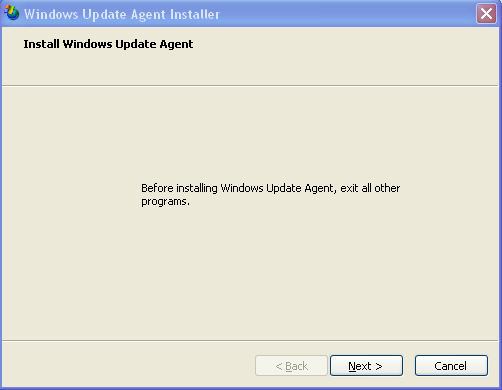 Windows Update Agent Installer
Install Windows Update Agent
Before installing Windows Update Agent, exit all other
programs.
< Back
Next >
Cancel